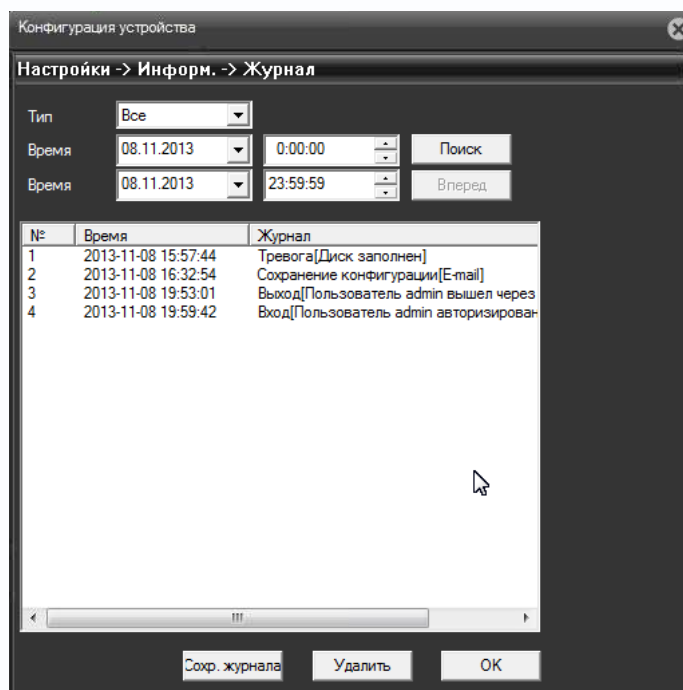 Конфигурация устройства
Настройки -> Информ. -> Журнал
Тип Все
Время 08.11.2013 0:00:00 Поиск
Время 08.11.2013 23:59:59 Вперед
№ Время Журнал
1 2013-11-08 15:57:44 Тревога[Диск заполнен]
2 2013-11-08 16:32:54 Сохранение конфигурации[E-mail]
3 2013-11-08 19:53:01 Выход[Пользователь admin вышел через
4 2013-11-08 19:59:42 Вход[Пользователь admin авторизирован
Сохр. журнала Удалить OK